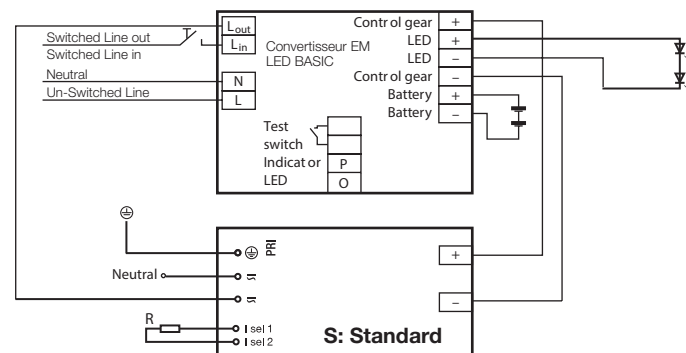 Switched Line out
Switched Line in
Neutral
Un-Switched Line
Lout
Lin
N
L
Convertisseur EM
LED BASIC
Control gear +
LED +
LED –
Control gear –
Battery +
Battery –
Test
switch
Indicator
LED
P
O
PRI
Neutral
R
I sel 1
I sel 2
+
–
S: Standard